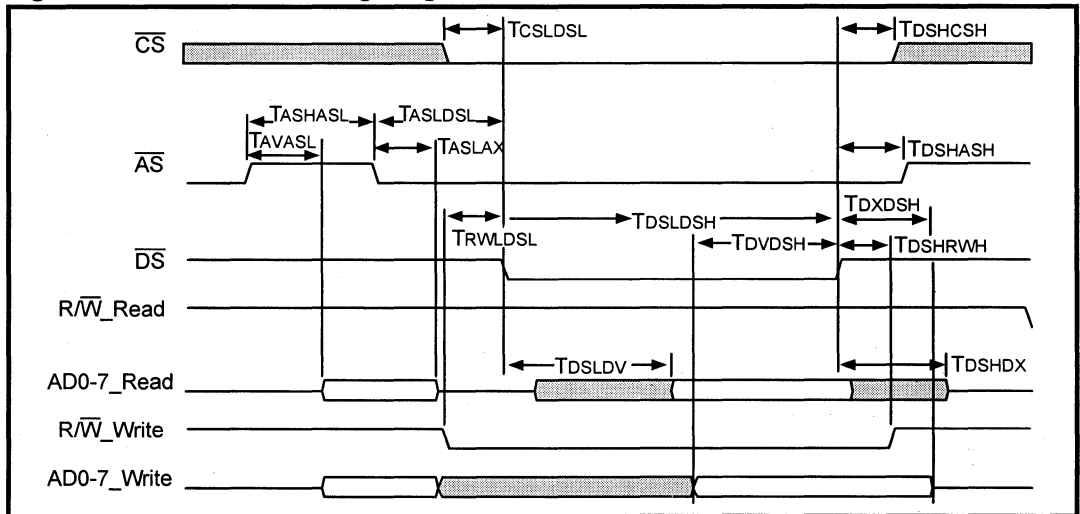 CS
TCSLDSL
TDSHCSH
TASHASL
TASLDSL
TAVASL
TASLAX
AS
TDSHASH
TDXDSH
TDSLDSH
TRWLDSL
TDVDSH
TDSHRWH
DS
R/W_Read
TDSLDV
TDSHDX
AD0-7_Read
R/W_Write
AD0-7_Write